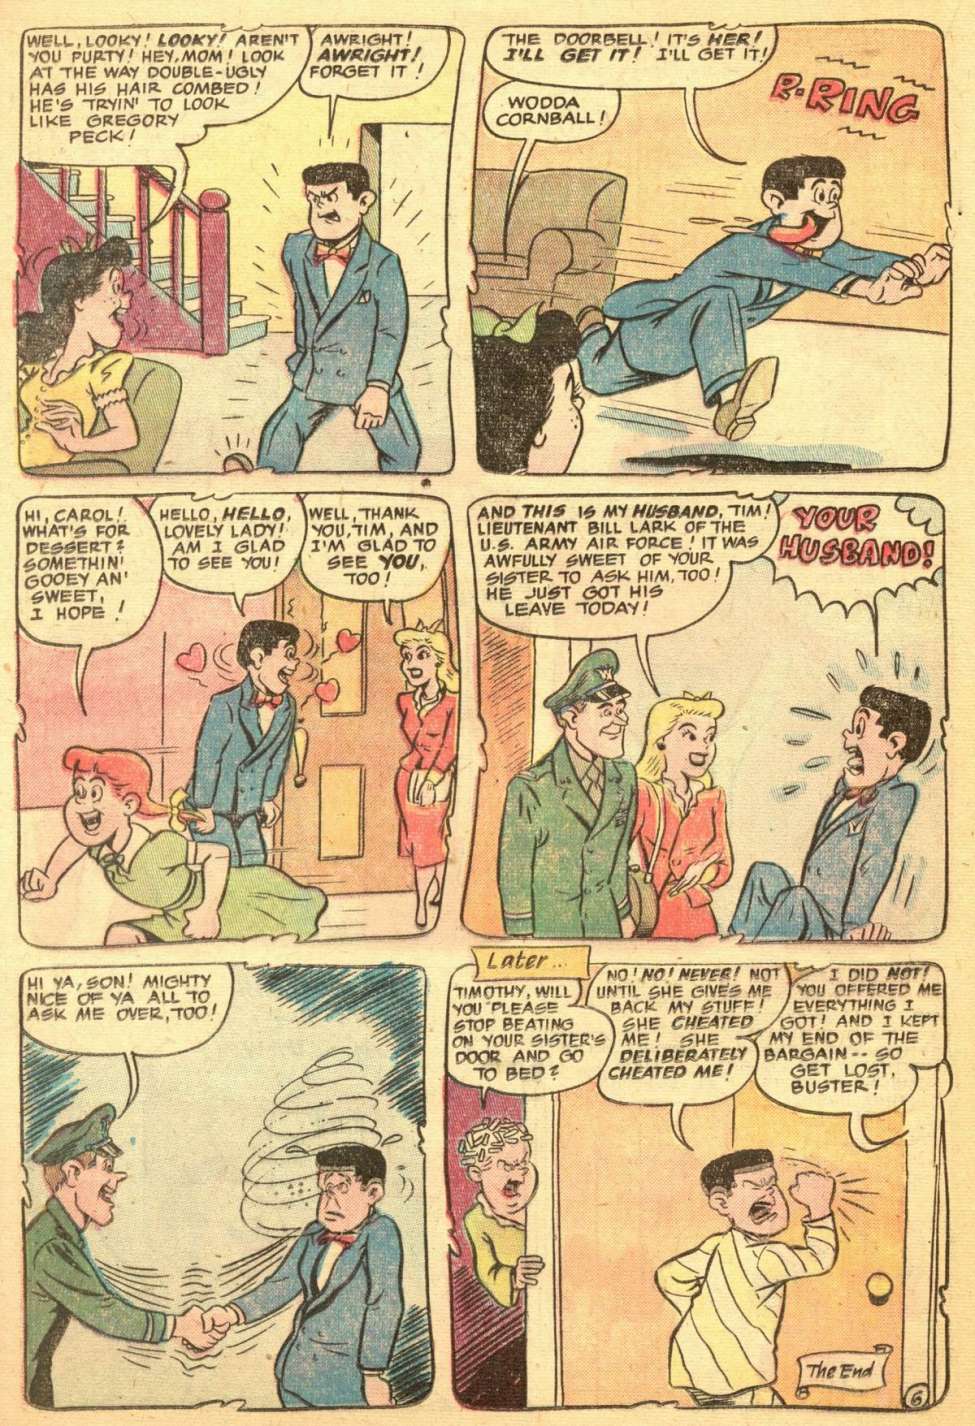 WELL, LOOKY! LOOKY! AREN'T
YOU PURTY! HEY, MOM! LOOK
AT THE WAY DOUBLE-UGLY
HAS HIS HAIR COMBED!
HE'S TRYIN' TO LOOK
LIKE GREGORY
PECK!
AWRIGHT!
AWRIGHT!
FORGET IT!
THE DOORBELL! IT'S HER!
I'LL GET IT! I'LL GET IT!
R-RING
WODDA
CORNBALL!
HI, CAROL!
WHAT'S FOR
DESSERT?
SOMETHIN'
GOOEY AN'
SWEET,
I HOPE!
HELLO, HELLO,
LOVELY LADY!
AM I GLAD
TO SEE YOU!
WELL, THANK
YOU, TIM, AND
I'M GLAD TO
SEE YOU,
TOO!
AND THIS IS MY HUSBAND, TIM!
LIEUTENANT BILL LARK OF THE
U.S. ARMY AIR FORCE! IT WAS
AWFULLY SWEET OF YOUR
SISTER TO ASK HIM, TOO!
HE JUST GOT HIS
LEAVE TODAY!
YOUR
HUSBAND!
HI YA, SON! MIGHTY
NICE OF YA ALL TO
ASK ME OVER, TOO!
Later...
TIMOTHY, WILL
YOU PLEASE
STOP BEATING
ON YOUR SISTER'S
DOOR AND GO
TO BED?
NO! NO! NEVER! NOT
UNTIL SHE GIVES ME
BACK MY STUFF!
SHE CHEATED
ME! SHE
DELIBERATELY
CHEATED ME!
I DID NOT!
YOU OFFERED ME
EVERYTHING I
GOT! AND I KEPT
MY END OF THE
BARGAIN-- SO
GET LOST,
BUSTER!
The End
6